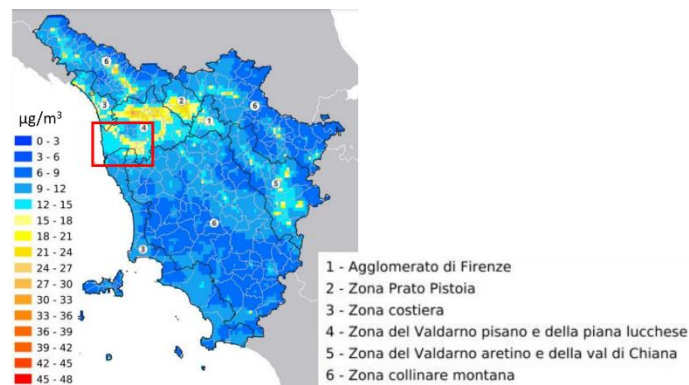 μg/m³
0 - 3
3 - 6
6 - 9
9 - 12
12 - 15
15 - 18
18 - 21
21 - 24
24 - 27
27 - 30
30 - 33
33 - 36
36 - 39
39 - 42
42 - 45
45 - 48
6
3
2
4
1
6
5
6
3
1 - Agglomerato di Firenze
2 - Zona Prato Pistoia
3 - Zona costiera
4 - Zona del Valdarno pisano e della piana lucchese
5 - Zona del Valdarno aretino e della val di Chiana
6 - Zona collinare montana